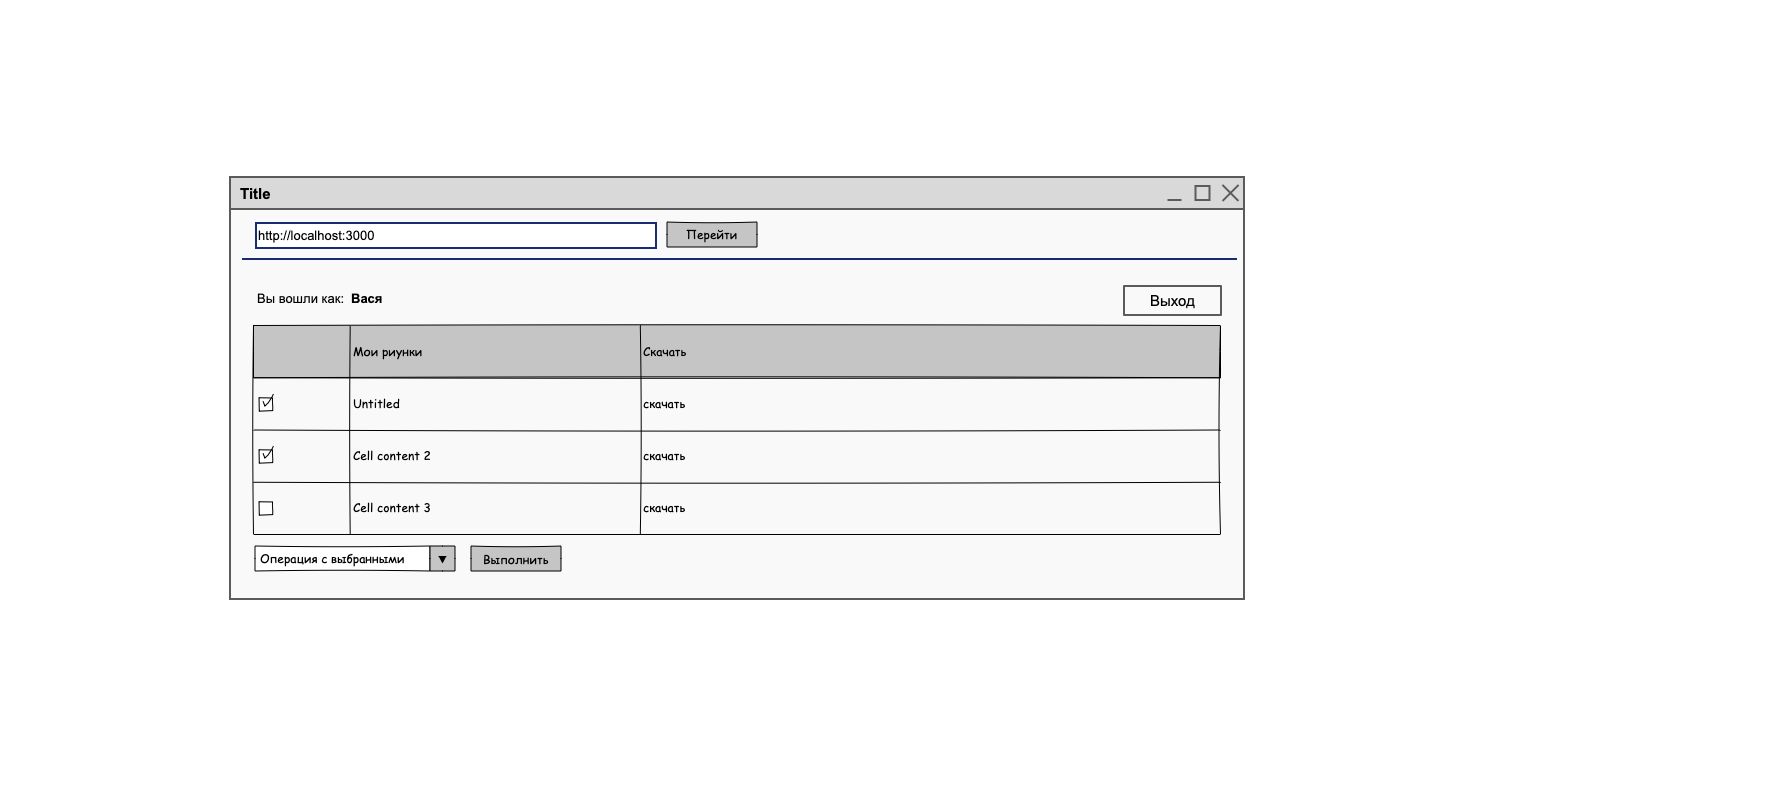 Title
http://localhost:3000 Перейти
Вы вошли как: Вася Выход
Мои риунки Скачать
Untitled скачать
Cell content 2 скачать
Cell content 3 скачать
Операция с выбранными Выполнить